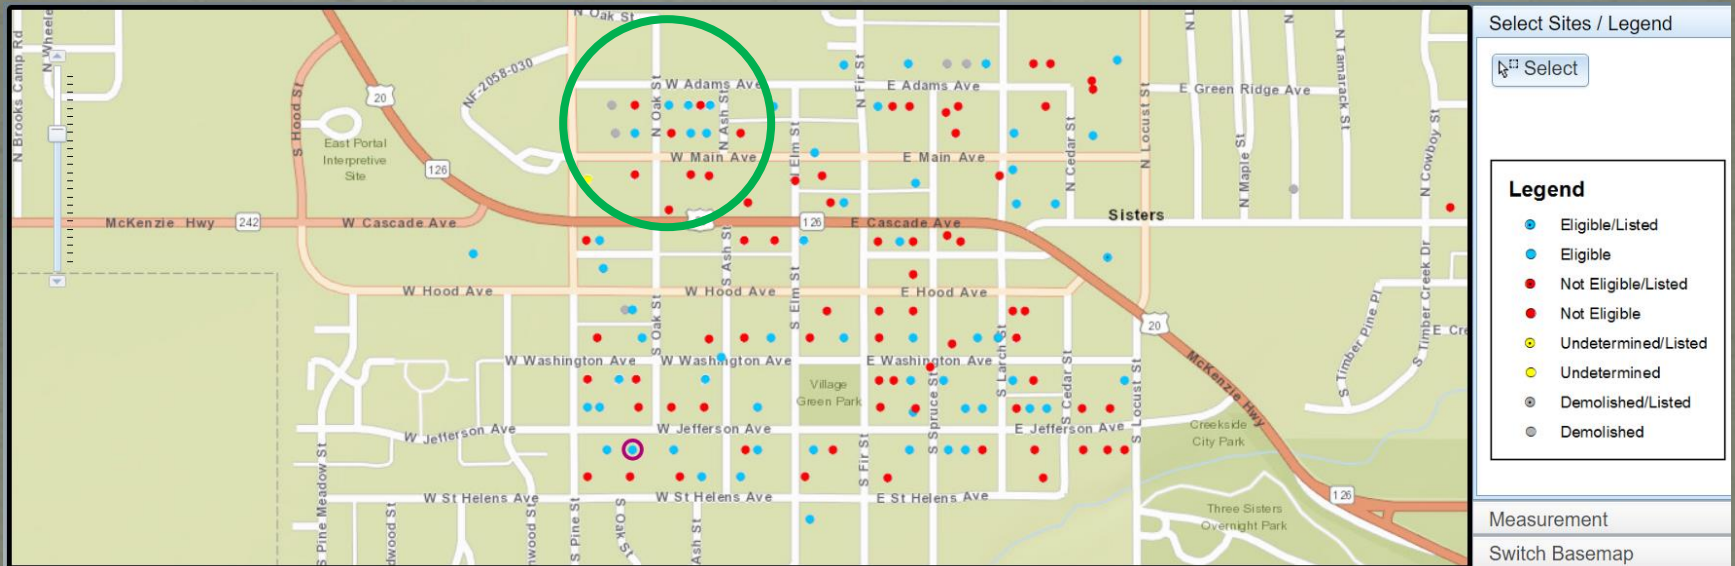 N Oak St
N Brooks Camp Rd
N Wheele
S Hood St
20
NF-2058-030
N Oak St
W Adams Ave
N Ash St
N Elm St
N Fir St
E Adams Ave
N Cedar St
N Locust St
E Green Ridge Ave
N L
N
N Maple St
N Tamarack St
N Cowboy St
East Portal
Interpretive
Site
126
W Main Ave
E Main Ave
McKenzie Hwy
242
W Cascade Ave
126
E Cascade Ave
Sisters
S Ash St
S Elm St
W Hood Ave
W Hood Ave
E Hood Ave
S Oak St
20
S Timber Pine Pl
S Timber Creek Dr
E Cre
W Washington Ave
W Washington Ave
E Washington Ave
S Larch St
S Cedar St
S Locust St
McKenzie Hwy
Village
Green Park
S Spruce St
W Jefferson Ave
W Jefferson Ave
E Jefferson Ave
Creekside
City Park
S Pine Meadow St
S Fir St
W St Helens Ave
W St Helens Ave
E St Helens Ave
126
dwood St
nwood St
S Pine St
S Oak St
Ash St
Three Sisters
Overnight Park
Select Sites / Legend
Select
Legend
Eligible/Listed
Eligible
Not Eligible/Listed
Not Eligible
Undetermined/Listed
Undetermined
Demolished/Listed
Demolished
Measurement
Switch Basemap